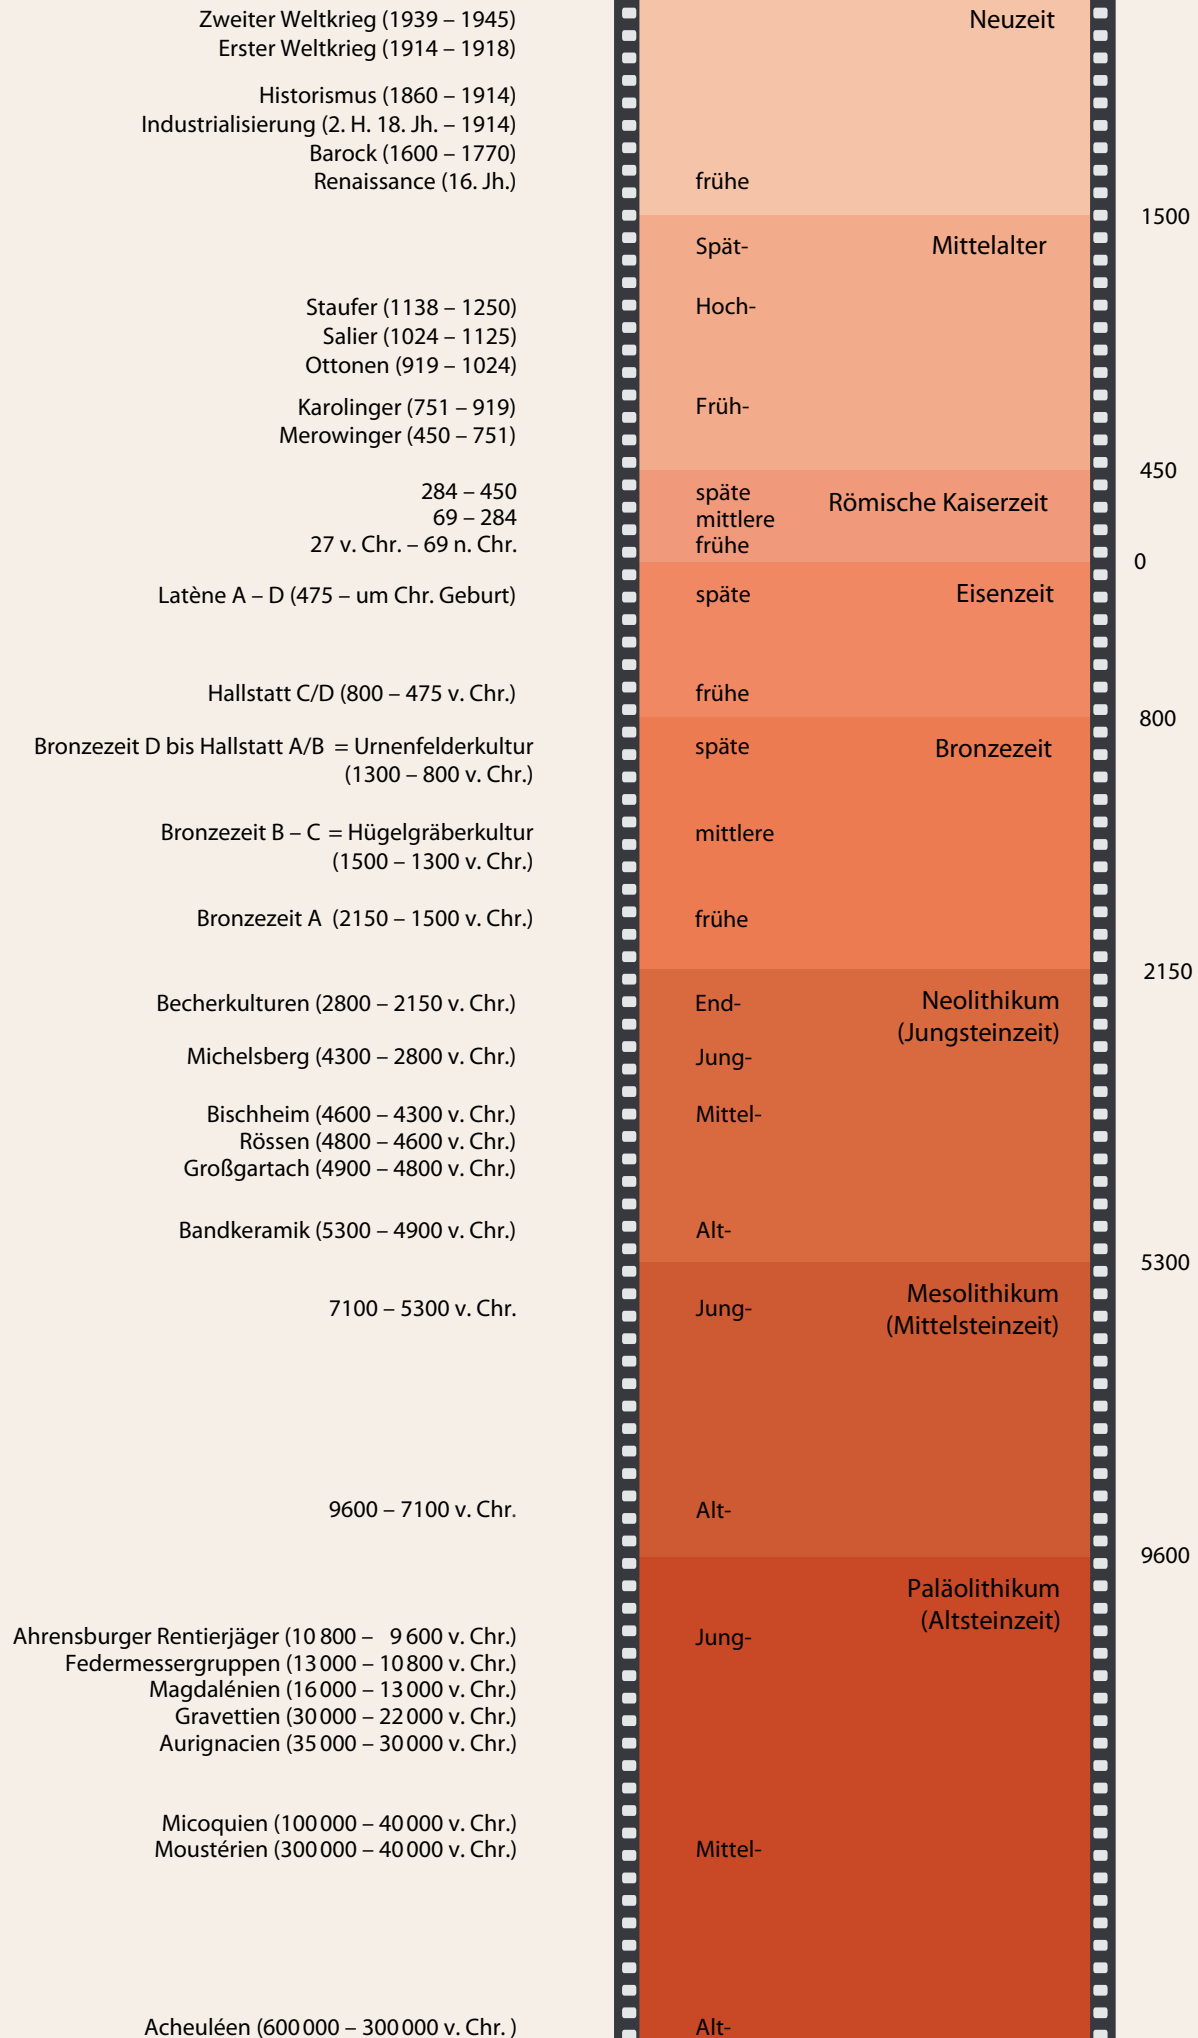 Zweiter Weltkrieg (1939 – 1945) Neuzeit
Erster Weltkrieg (1914 – 1918)
Historismus (1860 – 1914)
Industrialisierung (2. H. 18. Jh. – 1914)
Barock (1600 – 1770)
Renaissance (16. Jh.) frühe
1500
Spät- Mittelalter
Staufer (1138 – 1250) Hoch-
Salier (1024 – 1125)
Ottonen (919 – 1024)
Karolinger (751 – 919) Früh-
Merowinger (450 – 751)
450
284 – 450 späte Römische Kaiserzeit
69 – 284 mittlere
27 v. Chr. – 69 n. Chr. frühe
0
Latène A – D (475 – um Chr. Geburt) späte Eisenzeit
Hallstatt C/D (800 – 475 v. Chr.) frühe
800
Bronzezeit D bis Hallstatt A/B = Urnenfelderkultur späte Bronzezeit
(1300 – 800 v. Chr.)
Bronzezeit B – C = Hügelgräberkultur mittlere
(1500 – 1300 v. Chr.)
Bronzezeit A (2150 – 1500 v. Chr.) frühe
2150
Becherkulturen (2800 – 2150 v. Chr.) End- Neolithikum
(Jungsteinzeit)
Michelsberg (4300 – 2800 v. Chr.) Jung-
Bischheim (4600 – 4300 v. Chr.) Mittel-
Rössen (4800 – 4600 v. Chr.)
Großgartach (4900 – 4800 v. Chr.)
Bandkeramik (5300 – 4900 v. Chr.) Alt-
5300
Mesolithikum
7100 – 5300 v. Chr. Jung- (Mittelsteinzeit)
9600 – 7100 v. Chr. Alt-
9600
Paläolithikum
(Altsteinzeit)
Ahrensburger Rentierjäger (10 800 – 9 600 v. Chr.) Jung-
Federmessergruppen (13 000 – 10 800 v. Chr.)
Magdalénien (16 000 – 13 000 v. Chr.)
Gravettien (30 000 – 22 000 v. Chr.)
Aurignacien (35 000 – 30 000 v. Chr.)
Micoquien (100 000 – 40 000 v. Chr.)
Moustérien (300 000 – 40 000 v. Chr.) Mittel-
Acheuléen (600 000 – 300 000 v. Chr. ) Alt-